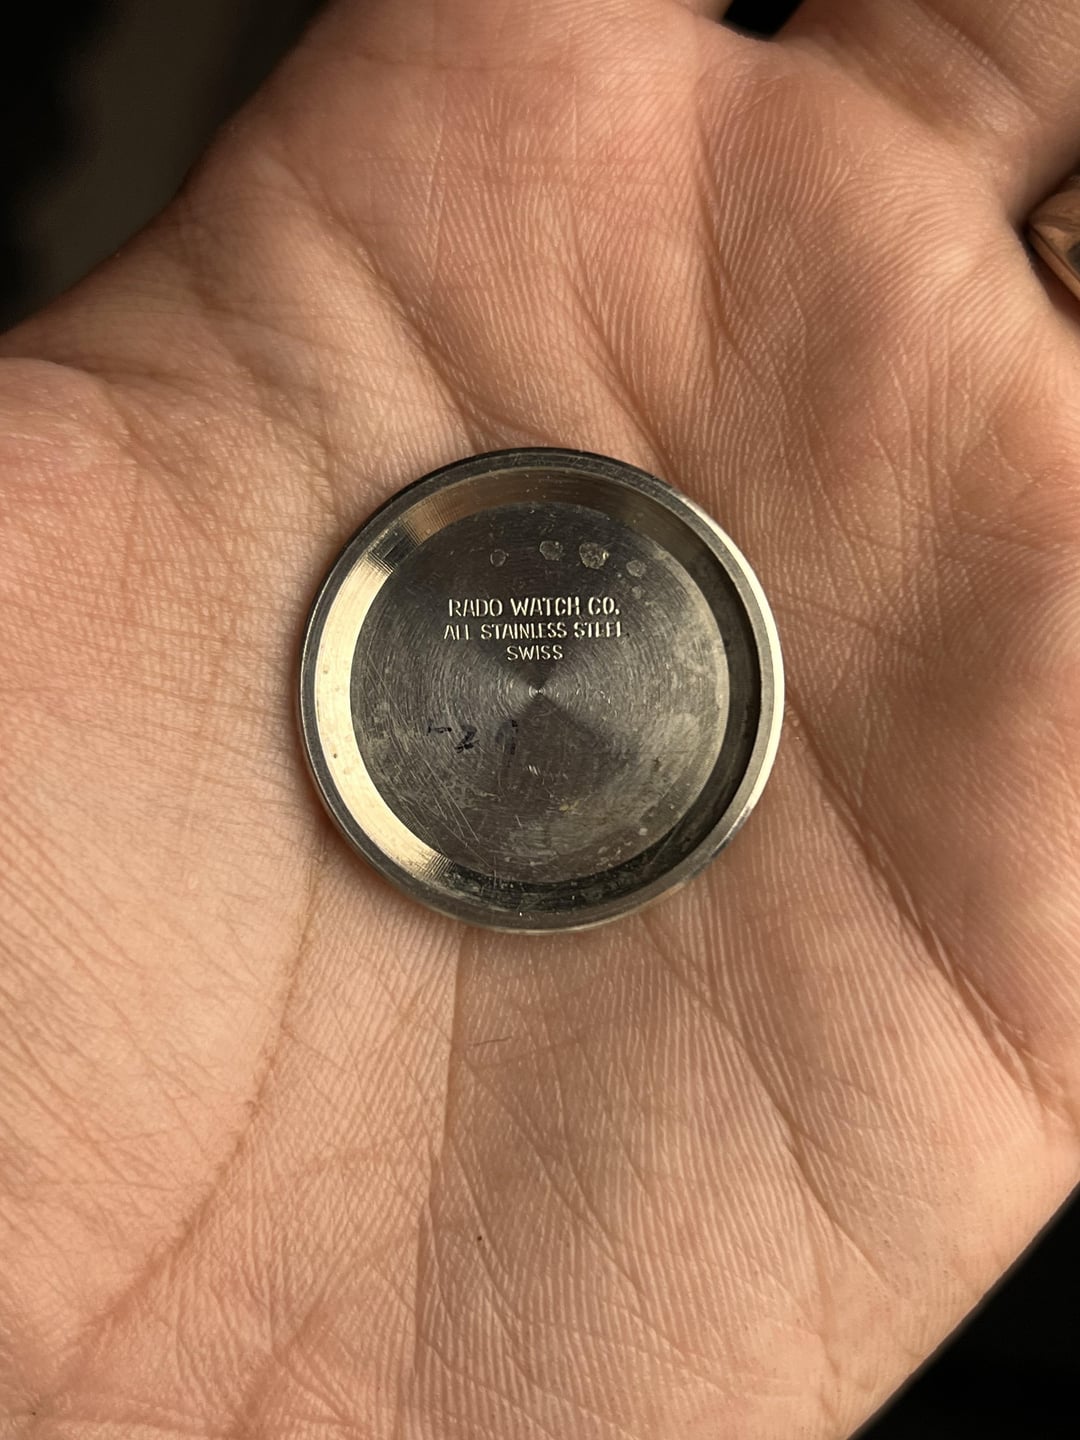 RADO WATCH CO.
ALL STAINLESS STEEL
SWISS